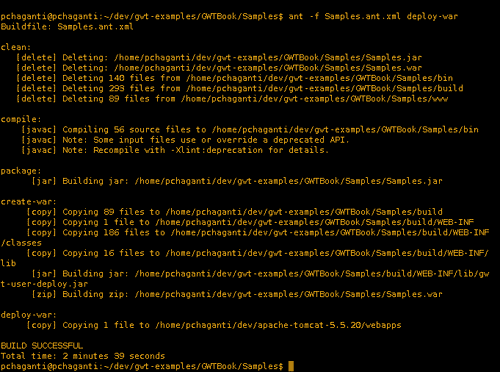 pchaganti@pchaganti:~/dev/gwt-examples/GWTBook/Samples$ ant -f Samples.ant.xml deploy-war
Buildfile: Samples.ant.xml
clean:
[delete] Deleting: /home/pchaganti/dev/gwt-examples/GWTBook/Samples/Samples.jar
[delete] Deleting: /home/pchaganti/dev/gwt-examples/GWTBook/Samples/Samples.war
[delete] Deleting 140 files from /home/pchaganti/dev/gwt-examples/GWTBook/Samples/bin
[delete] Deleting 293 files from /home/pchaganti/dev/gwt-examples/GWTBook/Samples/build
[delete] Deleting 89 files from /home/pchaganti/dev/gwt-examples/GWTBook/Samples/www
compile:
[javac] Compiling 56 source files to /home/pchaganti/dev/gwt-examples/GWTBook/Samples/bin
[javac] Note: Some input files use or override a deprecated API.
[javac] Note: Recompile with -Xlint:deprecation for details.
package:
[jar] Building jar: /home/pchaganti/dev/gwt-examples/GWTBook/Samples/Samples.jar
create-war:
[copy] Copying 89 files to /home/pchaganti/dev/gwt-examples/GWTBook/Samples/build
[copy] Copying 1 file to /home/pchaganti/dev/gwt-examples/GWTBook/Samples/build/WEB-INF
[copy] Copying 186 files to /home/pchaganti/dev/gwt-examples/GWTBook/Samples/build/WEB-INF
/classes
[copy] Copying 16 files to /home/pchaganti/dev/gwt-examples/GWTBook/Samples/build/WEB-INF/
lib
[jar] Building jar: /home/pchaganti/dev/gwt-examples/GWTBook/Samples/build/WEB-INF/lib/gw
t-user-deploy.jar
[zip] Building zip: /home/pchaganti/dev/gwt-examples/GWTBook/Samples/Samples.war
deploy-war:
[copy] Copying 1 file to /home/pchaganti/dev/apache-tomcat-5.5.20/webapps
BUILD SUCCESSFUL
Total time: 2 minutes 39 seconds
pchaganti@pchaganti:~/dev/gwt-examples/GWTBook/Samples$